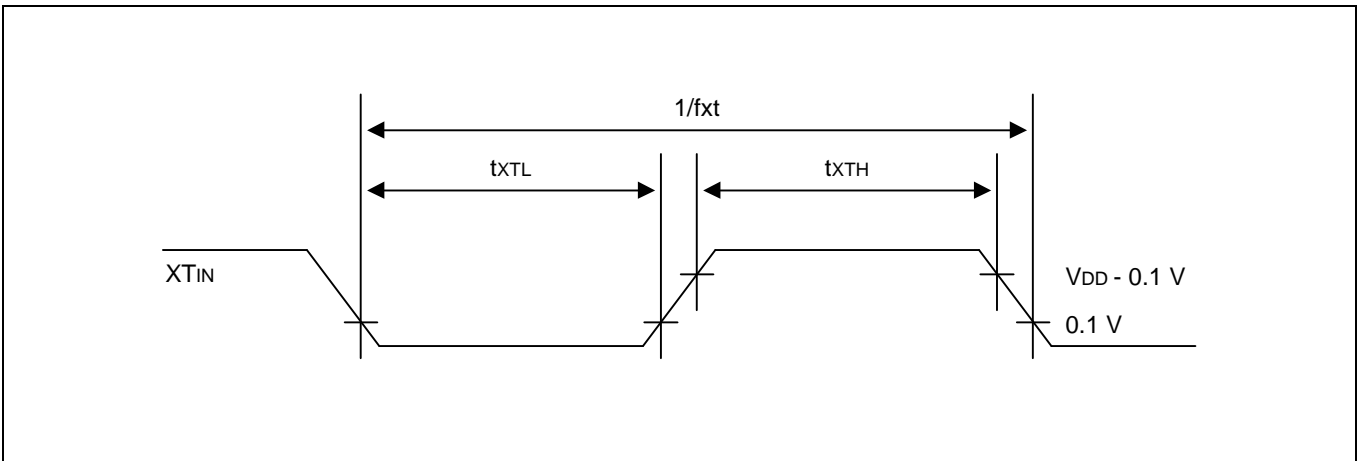 1/fxt
tXTL
tXTH
XTIN
VDD - 0.1 V
0.1 V